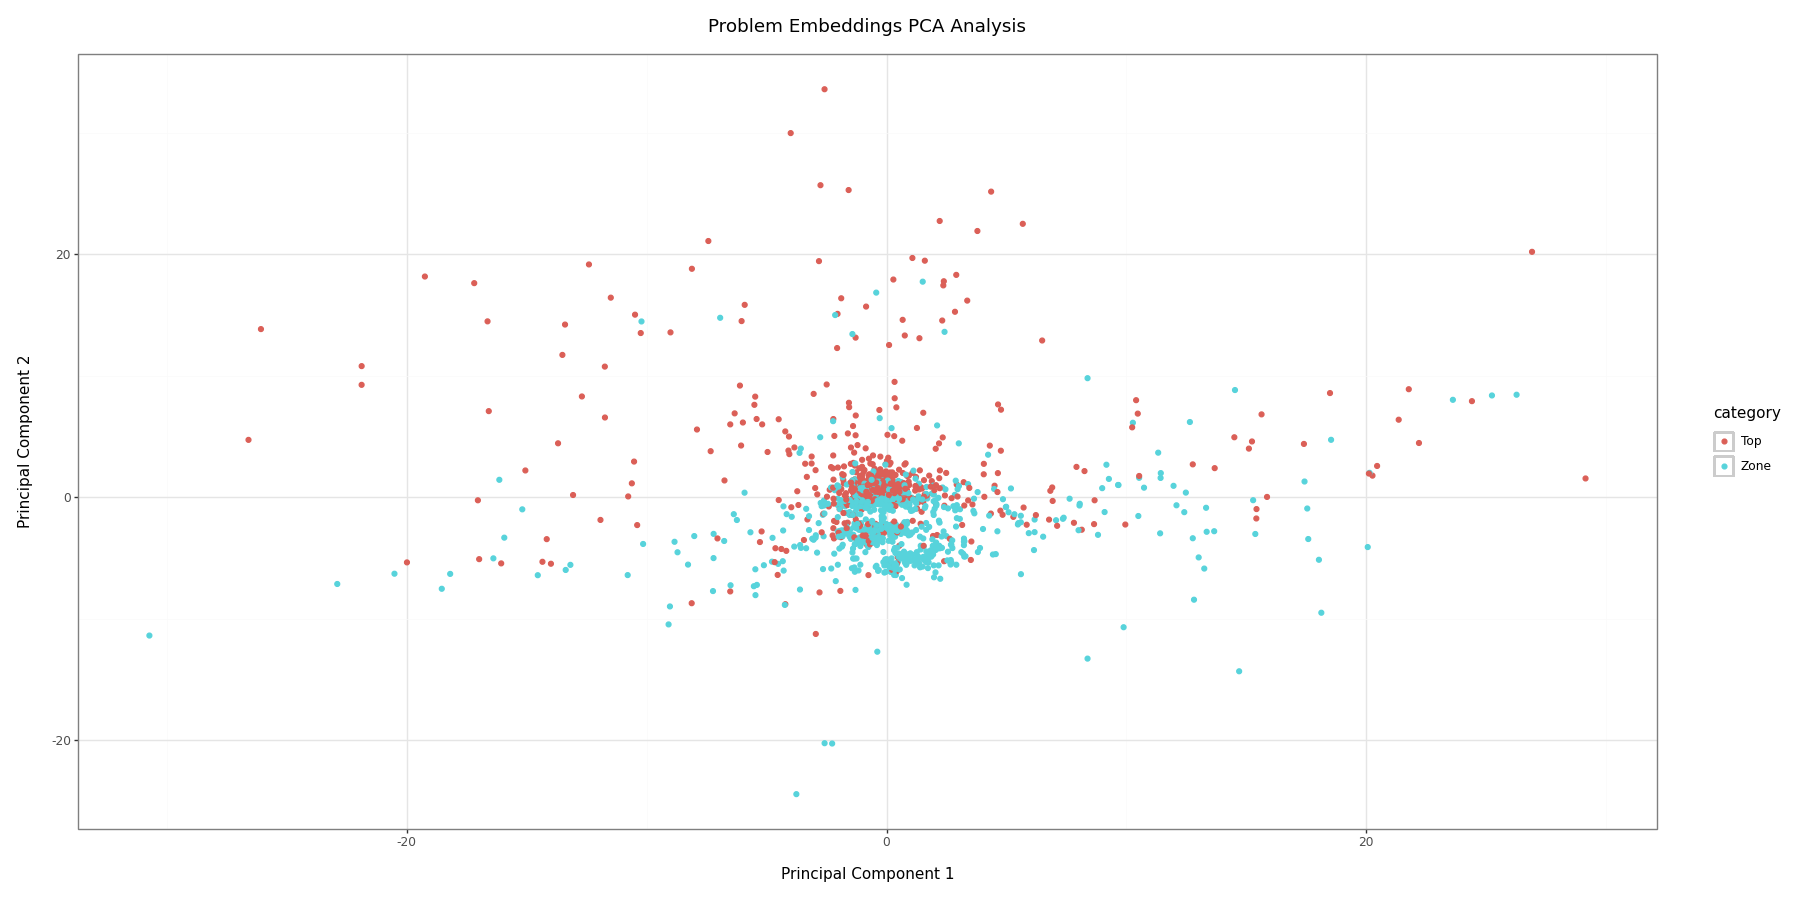 Problem Embeddings PCA Analysis
Principal Component 2
20
0
-20
-20
0
20
Principal Component 1
category
Top
Zone